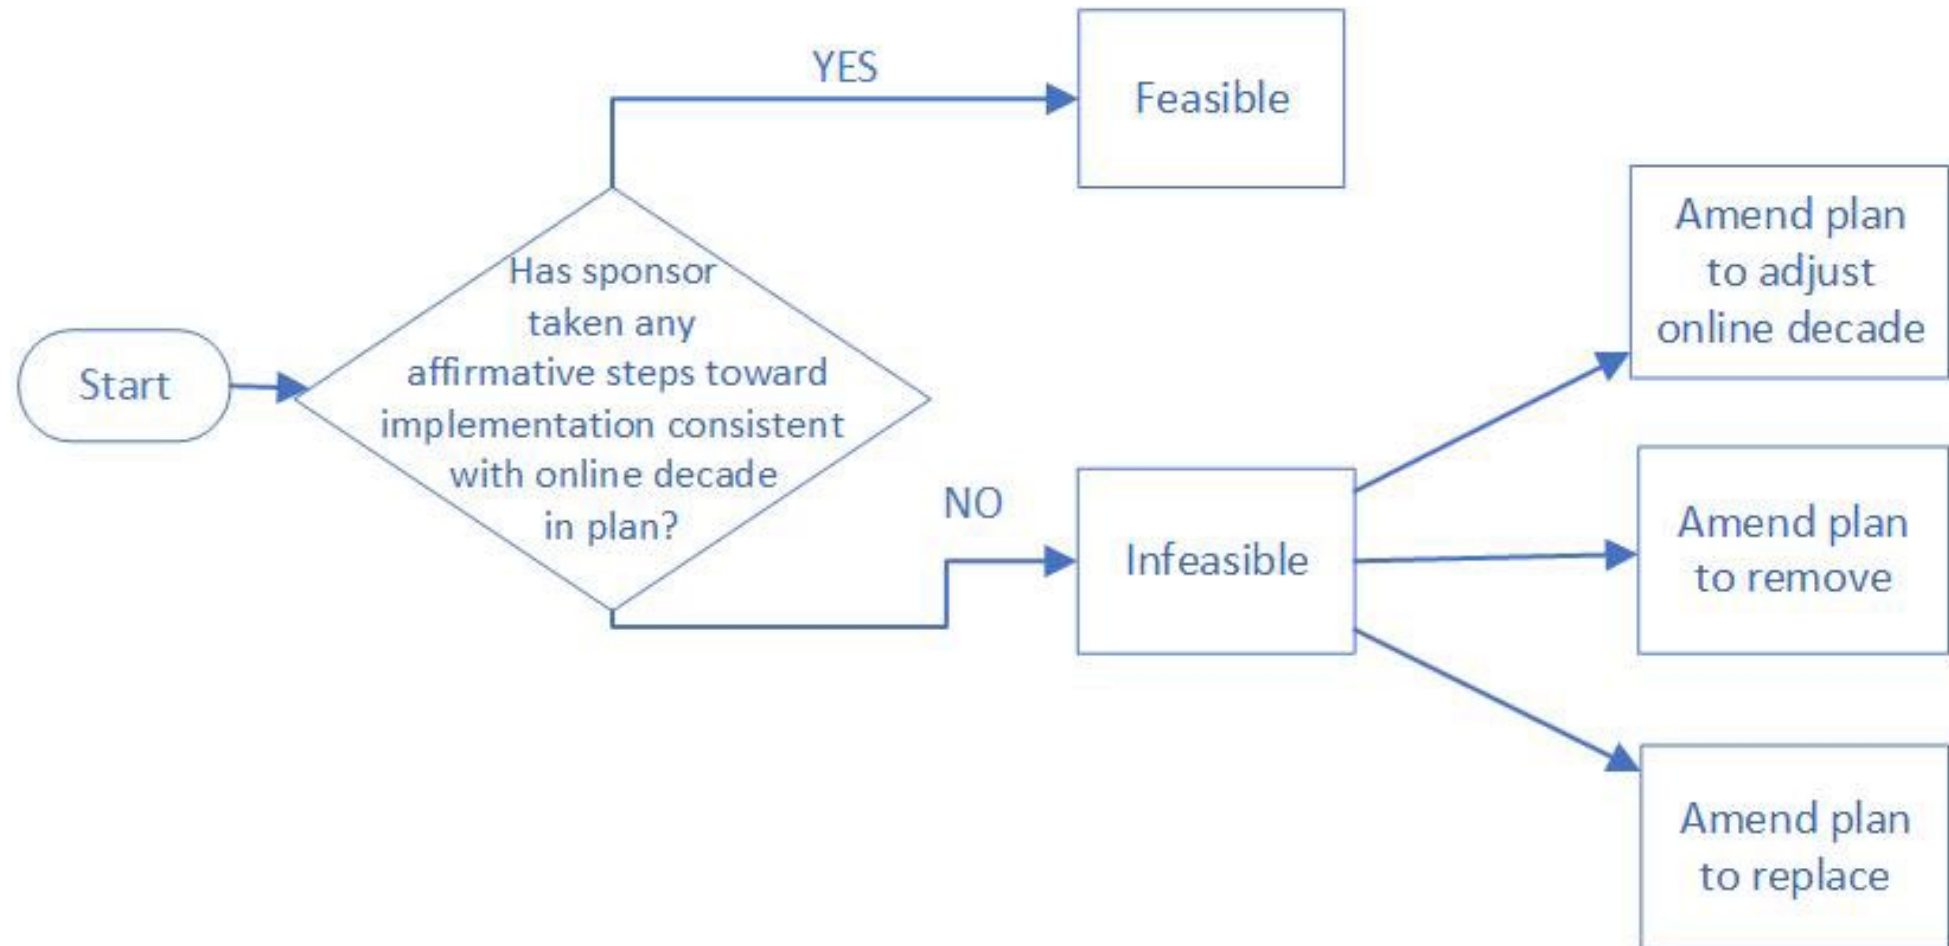 YES
Feasible
Start
Has sponsor
taken any
affirmative steps toward
implementation consistent
with online decade
in plan?
NO
Infeasible
Amend plan
to adjust
online decade
Amend plan
to remove
Amend plan
to replace